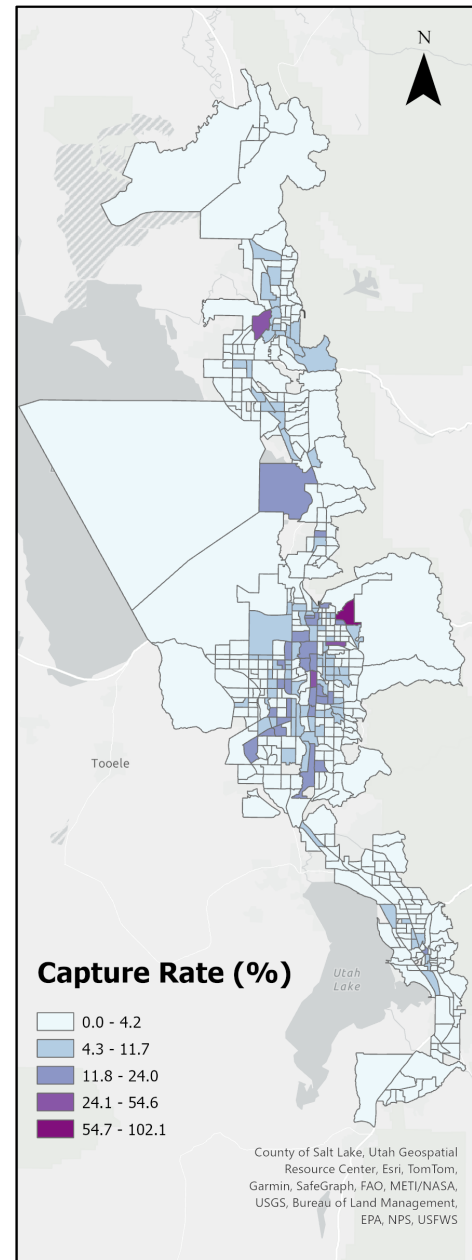 N
Tooele
Utah
Lake
Capture Rate (%)
0.0 - 4.2
4.3 - 11.7
11.8 - 24.0
24.1 - 54.6
54.7 - 102.1
County of Salt Lake, Utah Geospatial
Resource Center, Esri, TomTom,
Garmin, SafeGraph, FAO, METI/NASA,
USGS, Bureau of Land Management,
EPA, NPS, USFWS